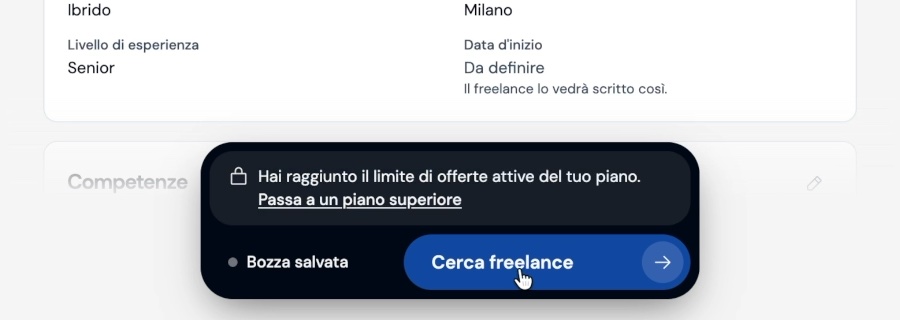 Ibrido
Milano
Livello di esperienza
Senior
Data d'inizio
Da definire
Il freelance lo vedrà scritto così.
Competenze
Hai raggiunto il limite di offerte attive del tuo piano.
Passa a un piano superiore
Bozza salvata
Cerca freelance